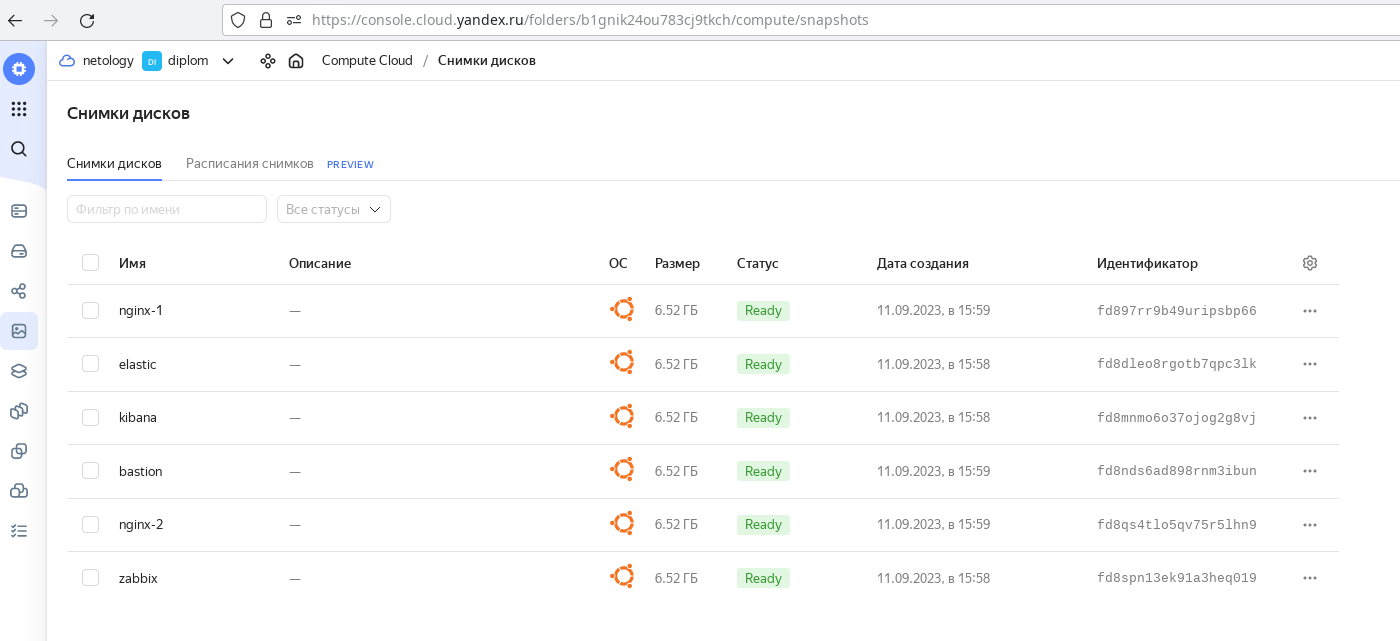 https://console.cloud.yandex.ru/folders/b1gnik24ou783cj9tkch/compute/snapshots
netology DI diplom Compute Cloud / Снимки дисков
Снимки дисков
Снимки дисков Расписания снимков PREVIEW
Фильтр по имени Все статусы
Имя Описание ОС Размер Статус Дата создания Идентификатор
nginx-1 — 6.52 ГБ Ready 11.09.2023, в 15:59 fd897rr9b49uripsbp66
elastic — 6.52 ГБ Ready 11.09.2023, в 15:58 fd8dleo8rgotb7qpc3lk
kibana — 6.52 ГБ Ready 11.09.2023, в 15:58 fd8mnmo6o37ojog2g8vj
bastion — 6.52 ГБ Ready 11.09.2023, в 15:59 fd8nds6ad898rnm3ibun
nginx-2 — 6.52 ГБ Ready 11.09.2023, в 15:59 fd8qs4tlo5qv75r5lhn9
zabbix — 6.52 ГБ Ready 11.09.2023, в 15:58 fd8spn13ek91a3heq019